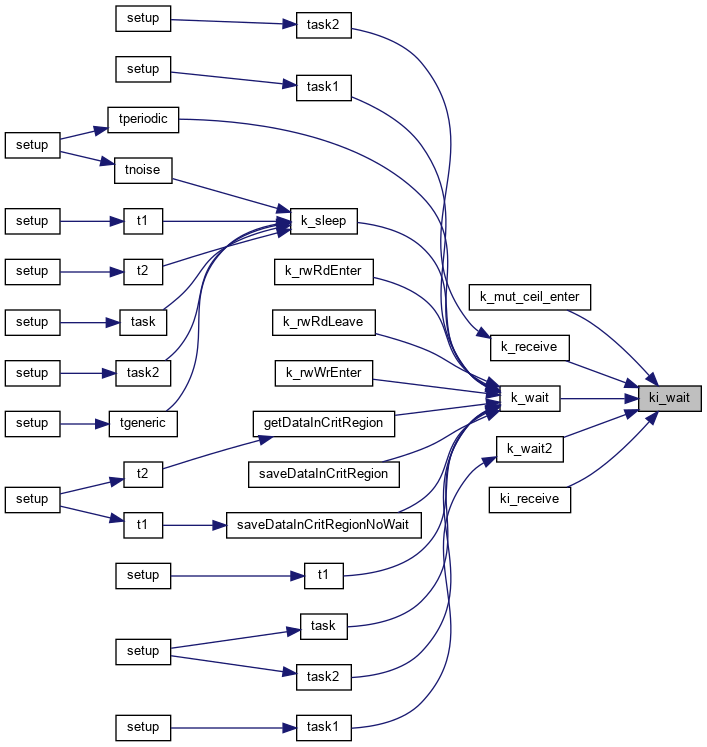 setup
task2
setup
task1
tperiodic
setup
tnoise
setup
t1
k_sleep
setup
t2
k_rwRdEnter
k_mut_ceil_enter
setup
task
k_rwRdLeave
k_receive
setup
task2
k_rwWrEnter
k_wait
ki_wait
setup
tgeneric
getDataInCritRegion
k_wait2
t2
saveDataInCritRegion
setup
ki_receive
t1
saveDataInCritRegionNoWait
setup
t1
task
setup
task2
setup
task1